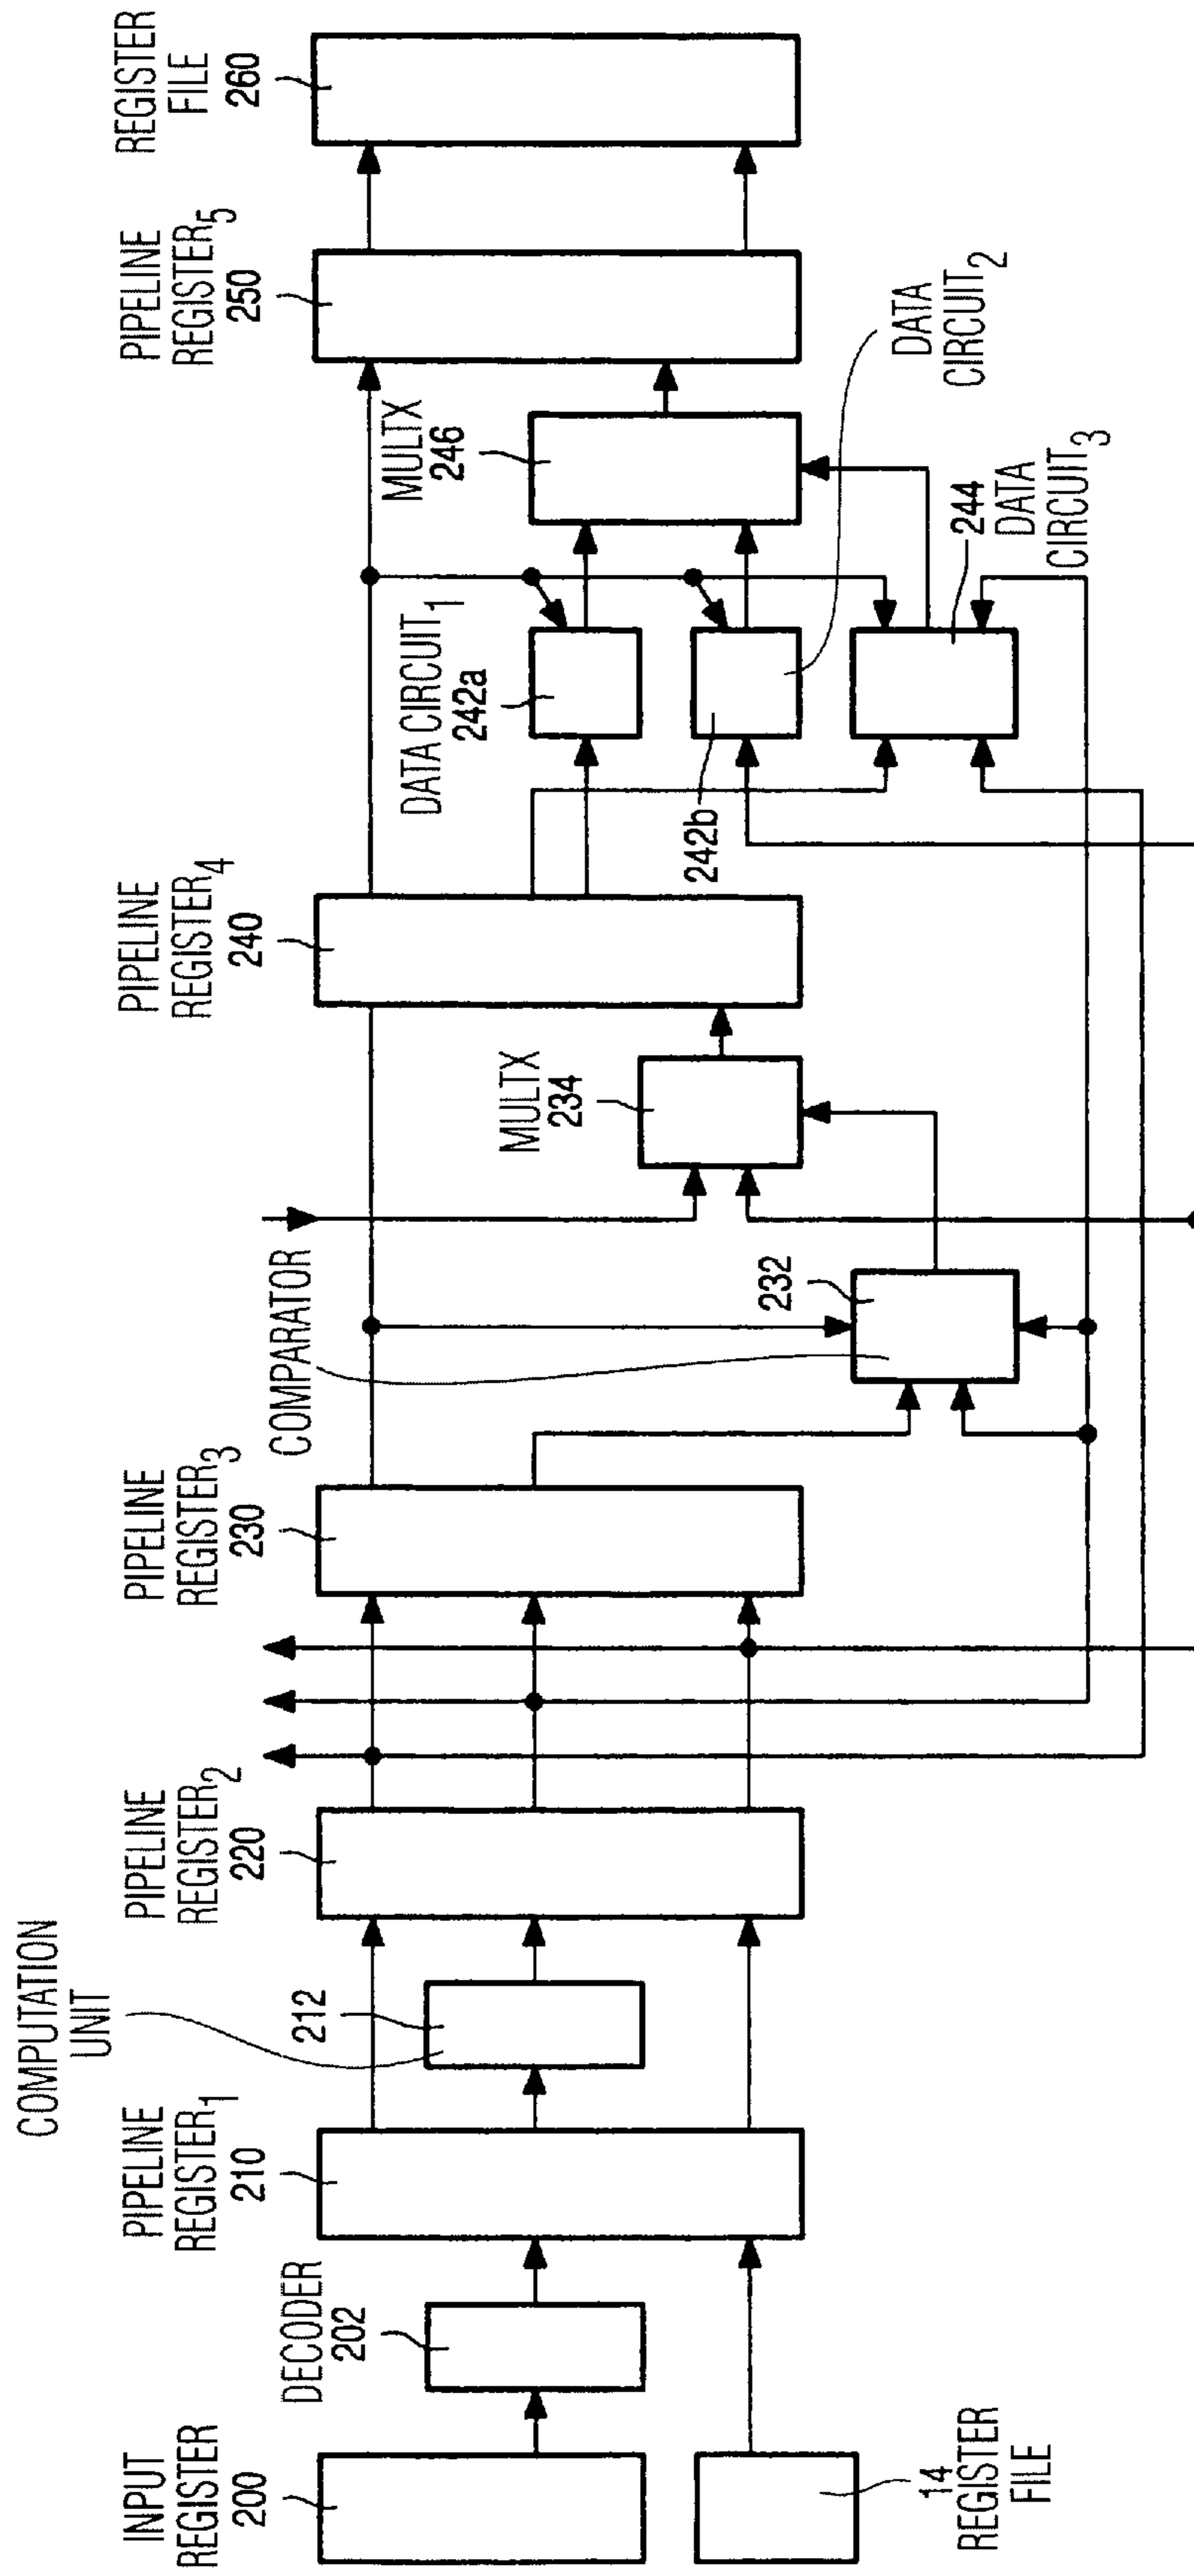 INPUT
REGISTER
200
DECODER
202
14
REGISTER
FILE
PIPELINE
REGISTER1
210
COMPUTATION
UNIT
212
PIPELINE
REGISTER2
220
PIPELINE
REGISTER3
230
COMPARATOR
232
MULTX
234
PIPELINE
REGISTER4
240
DATA CIRCUIT1
242a
242b
DATA
CIRCUIT2
244 DATA
CIRCUIT3
MULTX
246
PIPELINE
REGISTER5
250
REGISTER
FILE
260